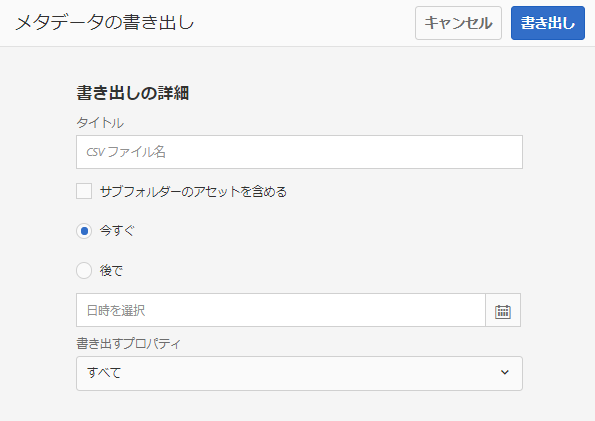 メタデータの書き出し
キャンセル
書き出し
書き出しの詳細
タイトル
CSV ファイル名
サブフォルダーのアセットを含める
今すぐ
後で
日時を選択
書き出すプロパティ
すべて